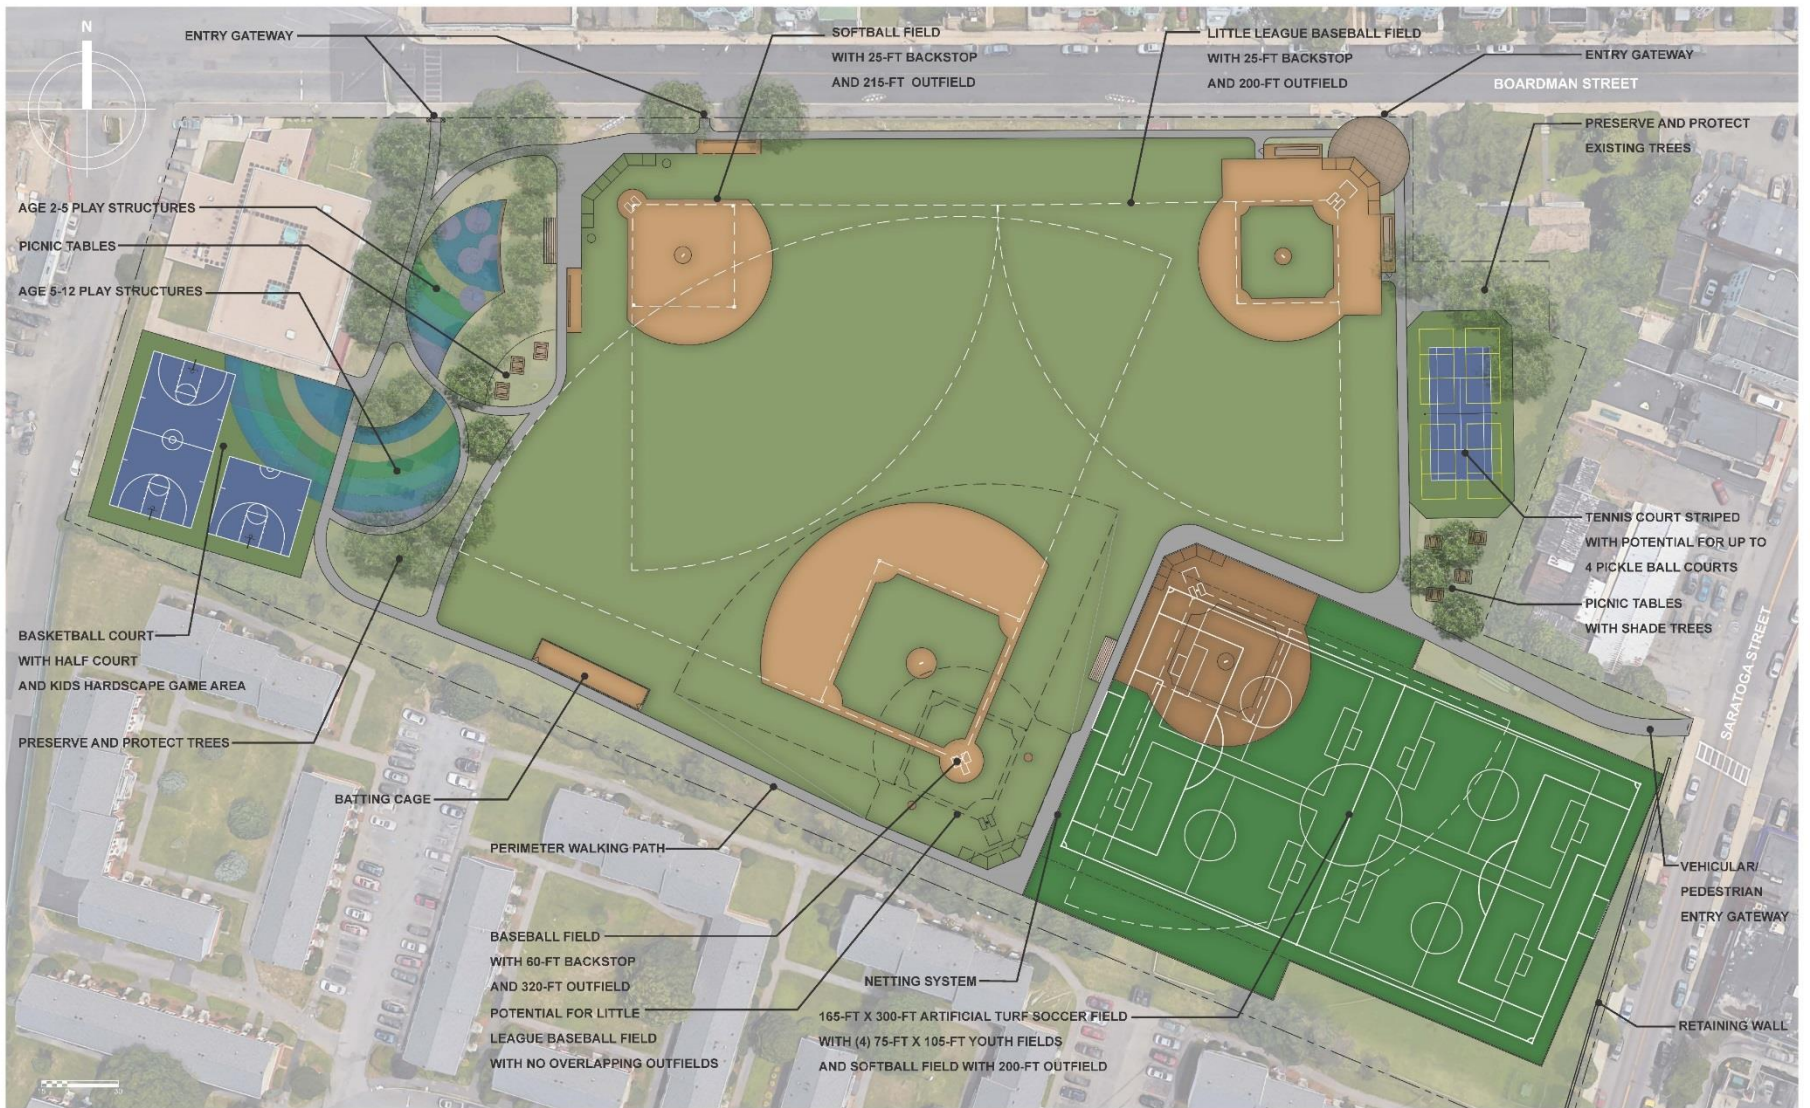 N
ENTRY GATEWAY
SOFTBALL FIELD
WITH 25-FT BACKSTOP
AND 215-FT OUTFIELD
LITTLE LEAGUE BASEBALL FIELD
WITH 25-FT BACKSTOP
AND 200-FT OUTFIELD
ENTRY GATEWAY
BOARDMAN STREET
PRESERVE AND PROTECT
EXISTING TREES
AGE 2-5 PLAY STRUCTURES
PICNIC TABLES
AGE 5-12 PLAY STRUCTURES
TENNIS COURT STRIPED
WITH POTENTIAL FOR UP TO
4 PICKLE BALL COURTS
PICNIC TABLES
WITH SHADE TREES
SARATOGA STREET
BASKETBALL COURT
WITH HALF COURT
AND KIDS HARDSCAPE GAME AREA
PRESERVE AND PROTECT TREES
BATTING CAGE
PERIMETER WALKING PATH
VEHICULAR/
PEDESTRIAN
ENTRY GATEWAY
BASEBALL FIELD
WITH 60-FT BACKSTOP
AND 320-FT OUTFIELD
POTENTIAL FOR LITTLE
LEAGUE BASEBALL FIELD
WITH NO OVERLAPPING OUTFIELDS
NETTING SYSTEM
165-FT X 300-FT ARTIFICIAL TURF SOCCER FIELD
WITH (4) 75-FT X 105-FT YOUTH FIELDS
AND SOFTBALL FIELD WITH 200-FT OUTFIELD
RETAINING WALL